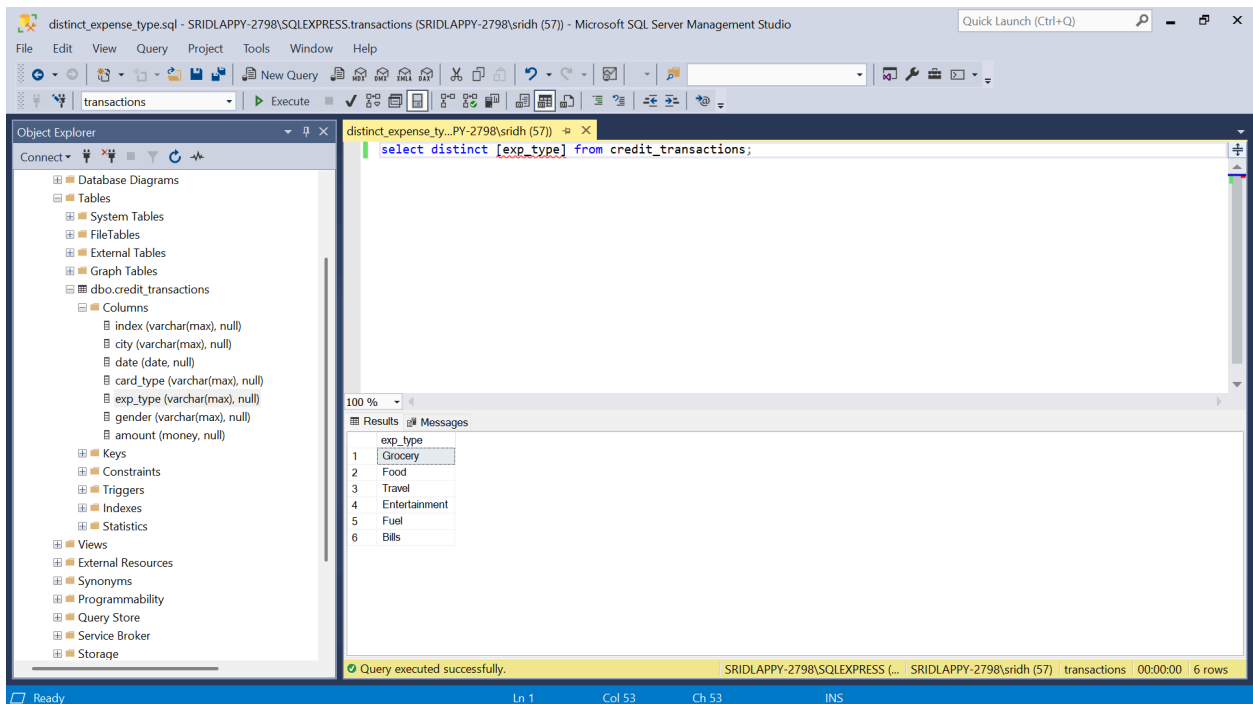 distinct_expense_type.sql - SRIDLAPPY-2798\SQLEXPRESS.transactions (SRIDLAPPY-2798\sridh (57)) - Microsoft SQL Server Management Studio
Quick Launch (Ctrl+Q)
File Edit View Query Project Tools Window Help
New Query MDX DMX XMLA DAX
transactions Execute
Object Explorer
Connect
Database Diagrams
Tables
System Tables
FileTables
External Tables
Graph Tables
dbo.credit_transactions
Columns
index (varchar(max), null)
city (varchar(max), null)
date (date, null)
card_type (varchar(max), null)
exp_type (varchar(max), null)
gender (varchar(max), null)
amount (money, null)
Keys
Constraints
Triggers
Indexes
Statistics
Views
External Resources
Synonyms
Programmability
Query Store
Service Broker
Storage
distinct_expense_ty...PY-2798\sridh (57))
select distinct [exp_type] from credit_transactions;
100 %
Results Messages
exp_type
1 Grocery
2 Food
3 Travel
4 Entertainment
5 Fuel
6 Bills
Query executed successfully. SRIDLAPPY-2798\SQLEXPRESS (... SRIDLAPPY-2798\sridh (57) transactions 00:00:00 6 rows
Ready Ln 1 Col 53 Ch 53 INS